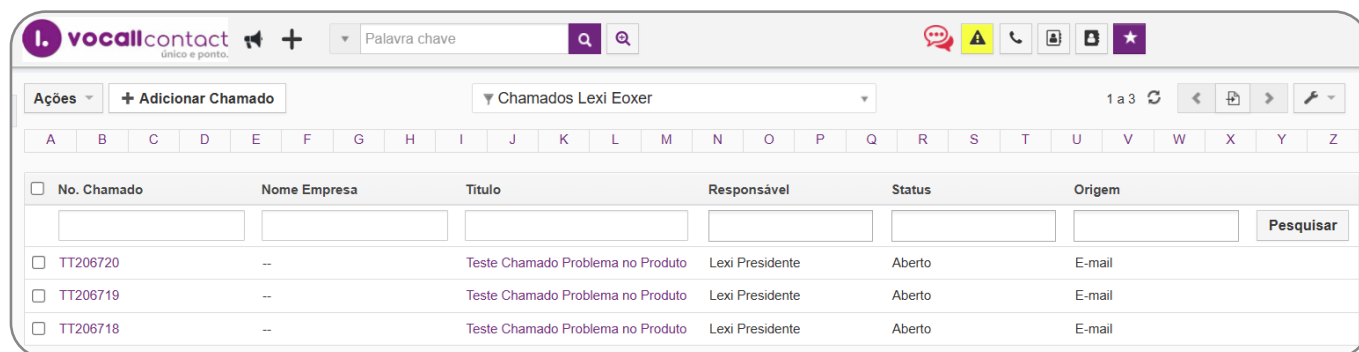 l. vocallcontact
único e ponto.
Palavra chave
Ações + Adicionar Chamado Chamados Lexi Eoxer 1 a 3
A B C D E F G H I J K L M N O P Q R S T U V W X Y Z
No. Chamado Nome Empresa Título Responsável Status Origem
Pesquisar
TT206720 -- Teste Chamado Problema no Produto Lexi Presidente Aberto E-mail
TT206719 -- Teste Chamado Problema no Produto Lexi Presidente Aberto E-mail
TT206718 -- Teste Chamado Problema no Produto Lexi Presidente Aberto E-mail